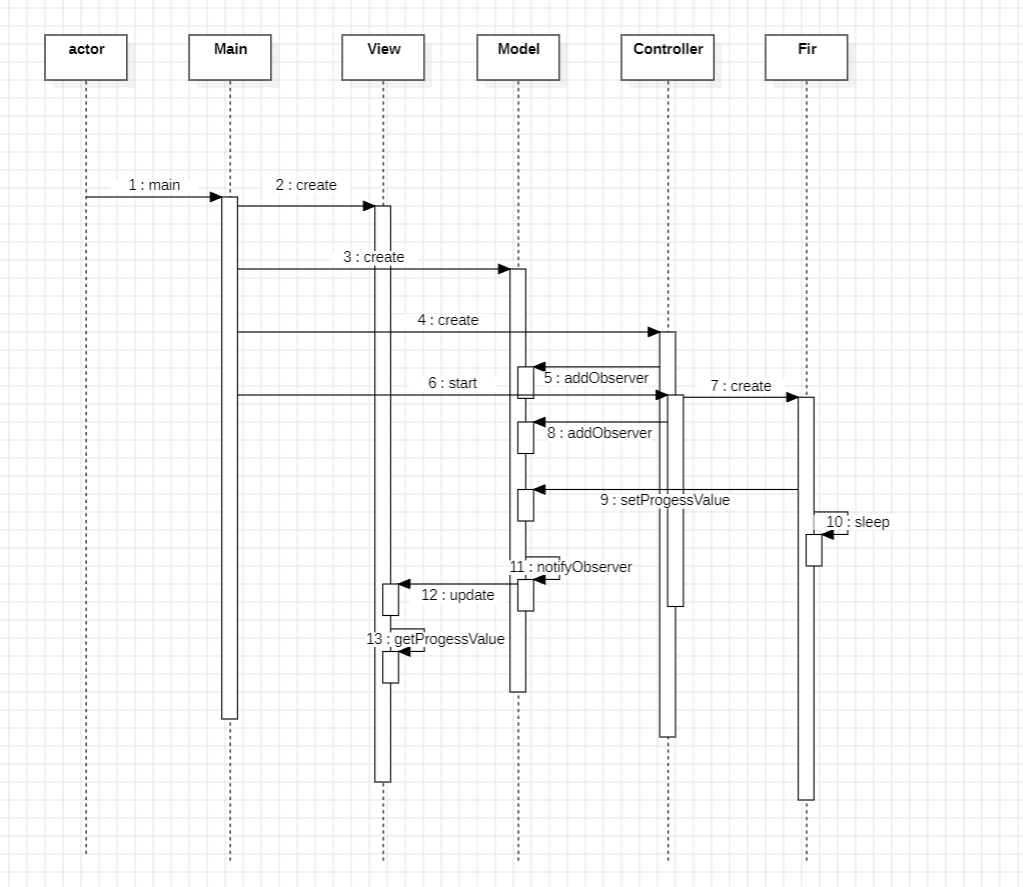 actor
Main
View
Model
Controller
Fir
1 : main
2 : create
3 : create
4 : create
5 : addObserver
6 : start
7 : create
8 : addObserver
9 : setProgessValue
10 : sleep
11 : notifyObserver
12 : update
13 : getProgessValue